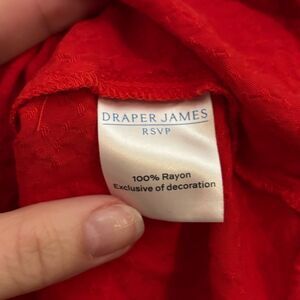 DRAPER JAMES
RSVP
100% Rayon
Exclusive of decoration